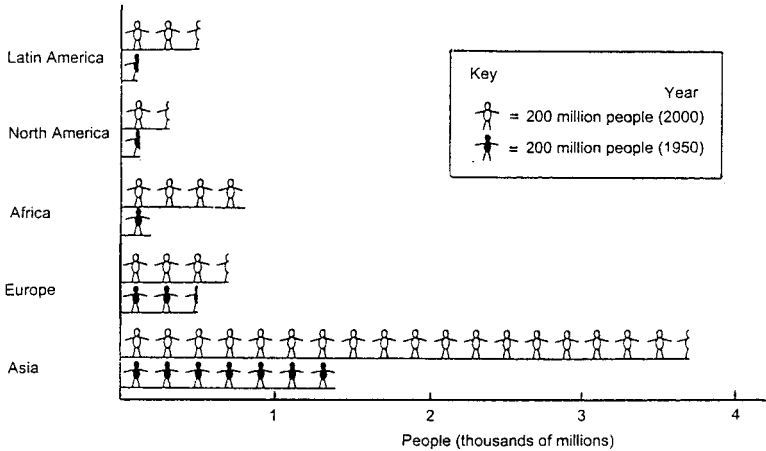 Latin America
North America
Africa
Europe
Asia
Key
Year
= 200 million people (2000)
= 200 million people (1950)
1 2 3 4
People (thousands of millions)